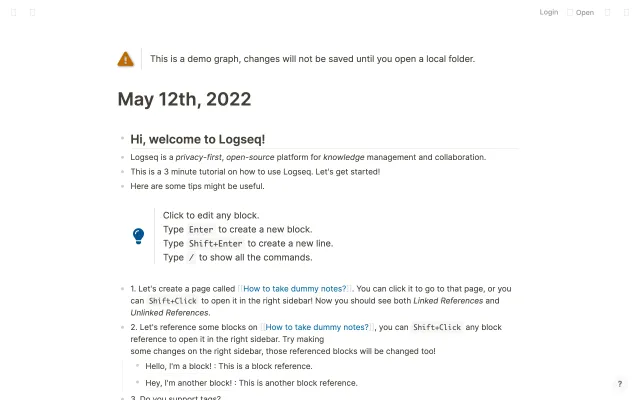 Login Open
This is a demo graph, changes will not be saved until you open a local folder.
May 12th, 2022
Hi, welcome to Logseq!
Logseq is a privacy-first, open-source platform for knowledge management and collaboration.
This is a 3 minute tutorial on how to use Logseq. Let's get started!
Here are some tips might be useful.
Click to edit any block.
Type Enter to create a new block.
Type Shift+Enter to create a new line.
Type / to show all the commands.
1. Let's create a page called [[How to take dummy notes?]]. You can click it to go to that page, or you
can Shift+Click to open it in the right sidebar! Now you should see both Linked References and
Unlinked References.
2. Let's reference some blocks on [[How to take dummy notes?]], you can Shift+Click any block
reference to open it in the right sidebar. Try making
some changes on the right sidebar, those referenced blocks will be changed too!
Hello, I'm a block! : This is a block reference.
Hey, I'm another block! : This is another block reference.
3. Do you support tags?
?